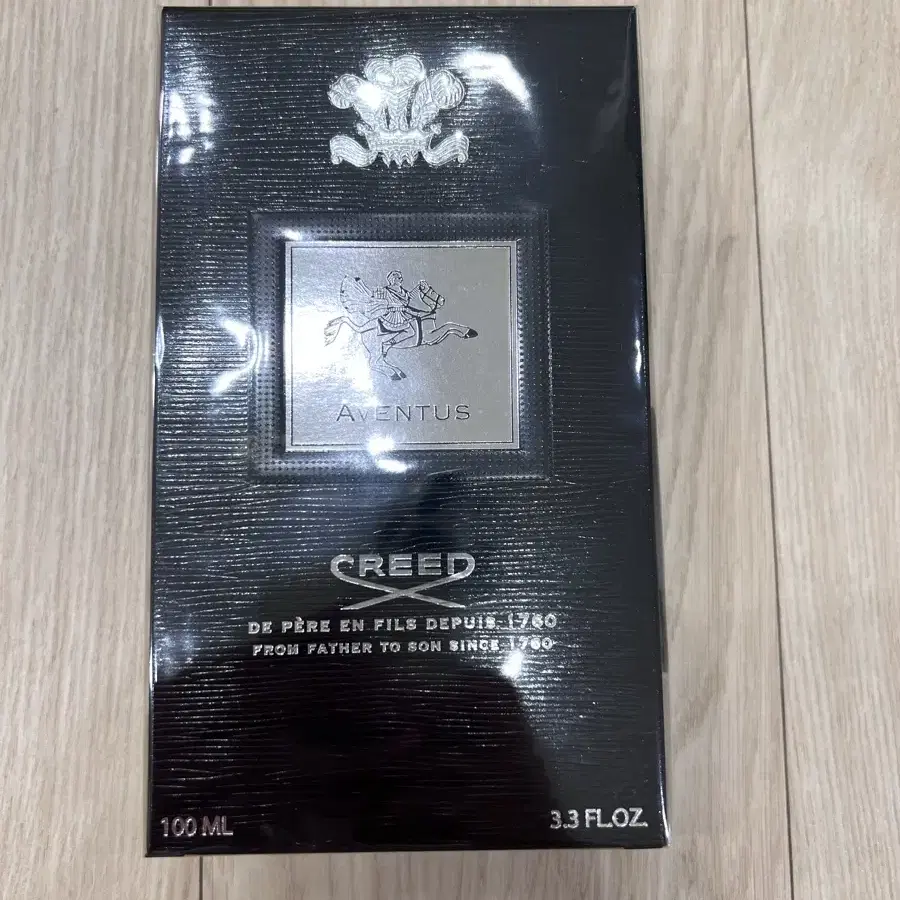 AVENTUS
CREED
DE PÈRE EN FILS DEPUIS 1760
FROM FATHER TO SON SINCE 1760
100 ML
3.3 FL.OZ.